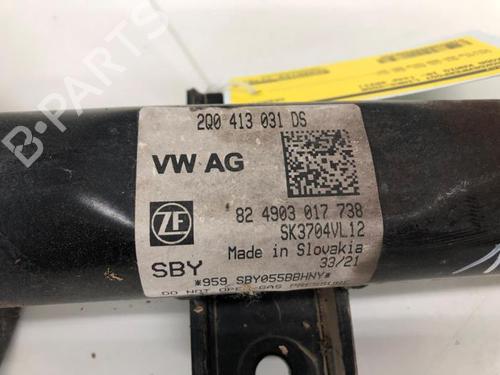 2Q0 413 031 DS
VW AG
ZF
82 4903 017 738
SK3704VL12
Made in Slovakia
SBY
33/21
*959 SBY055BBHNY*
DO NOT OPEN-GAS PRESSURE